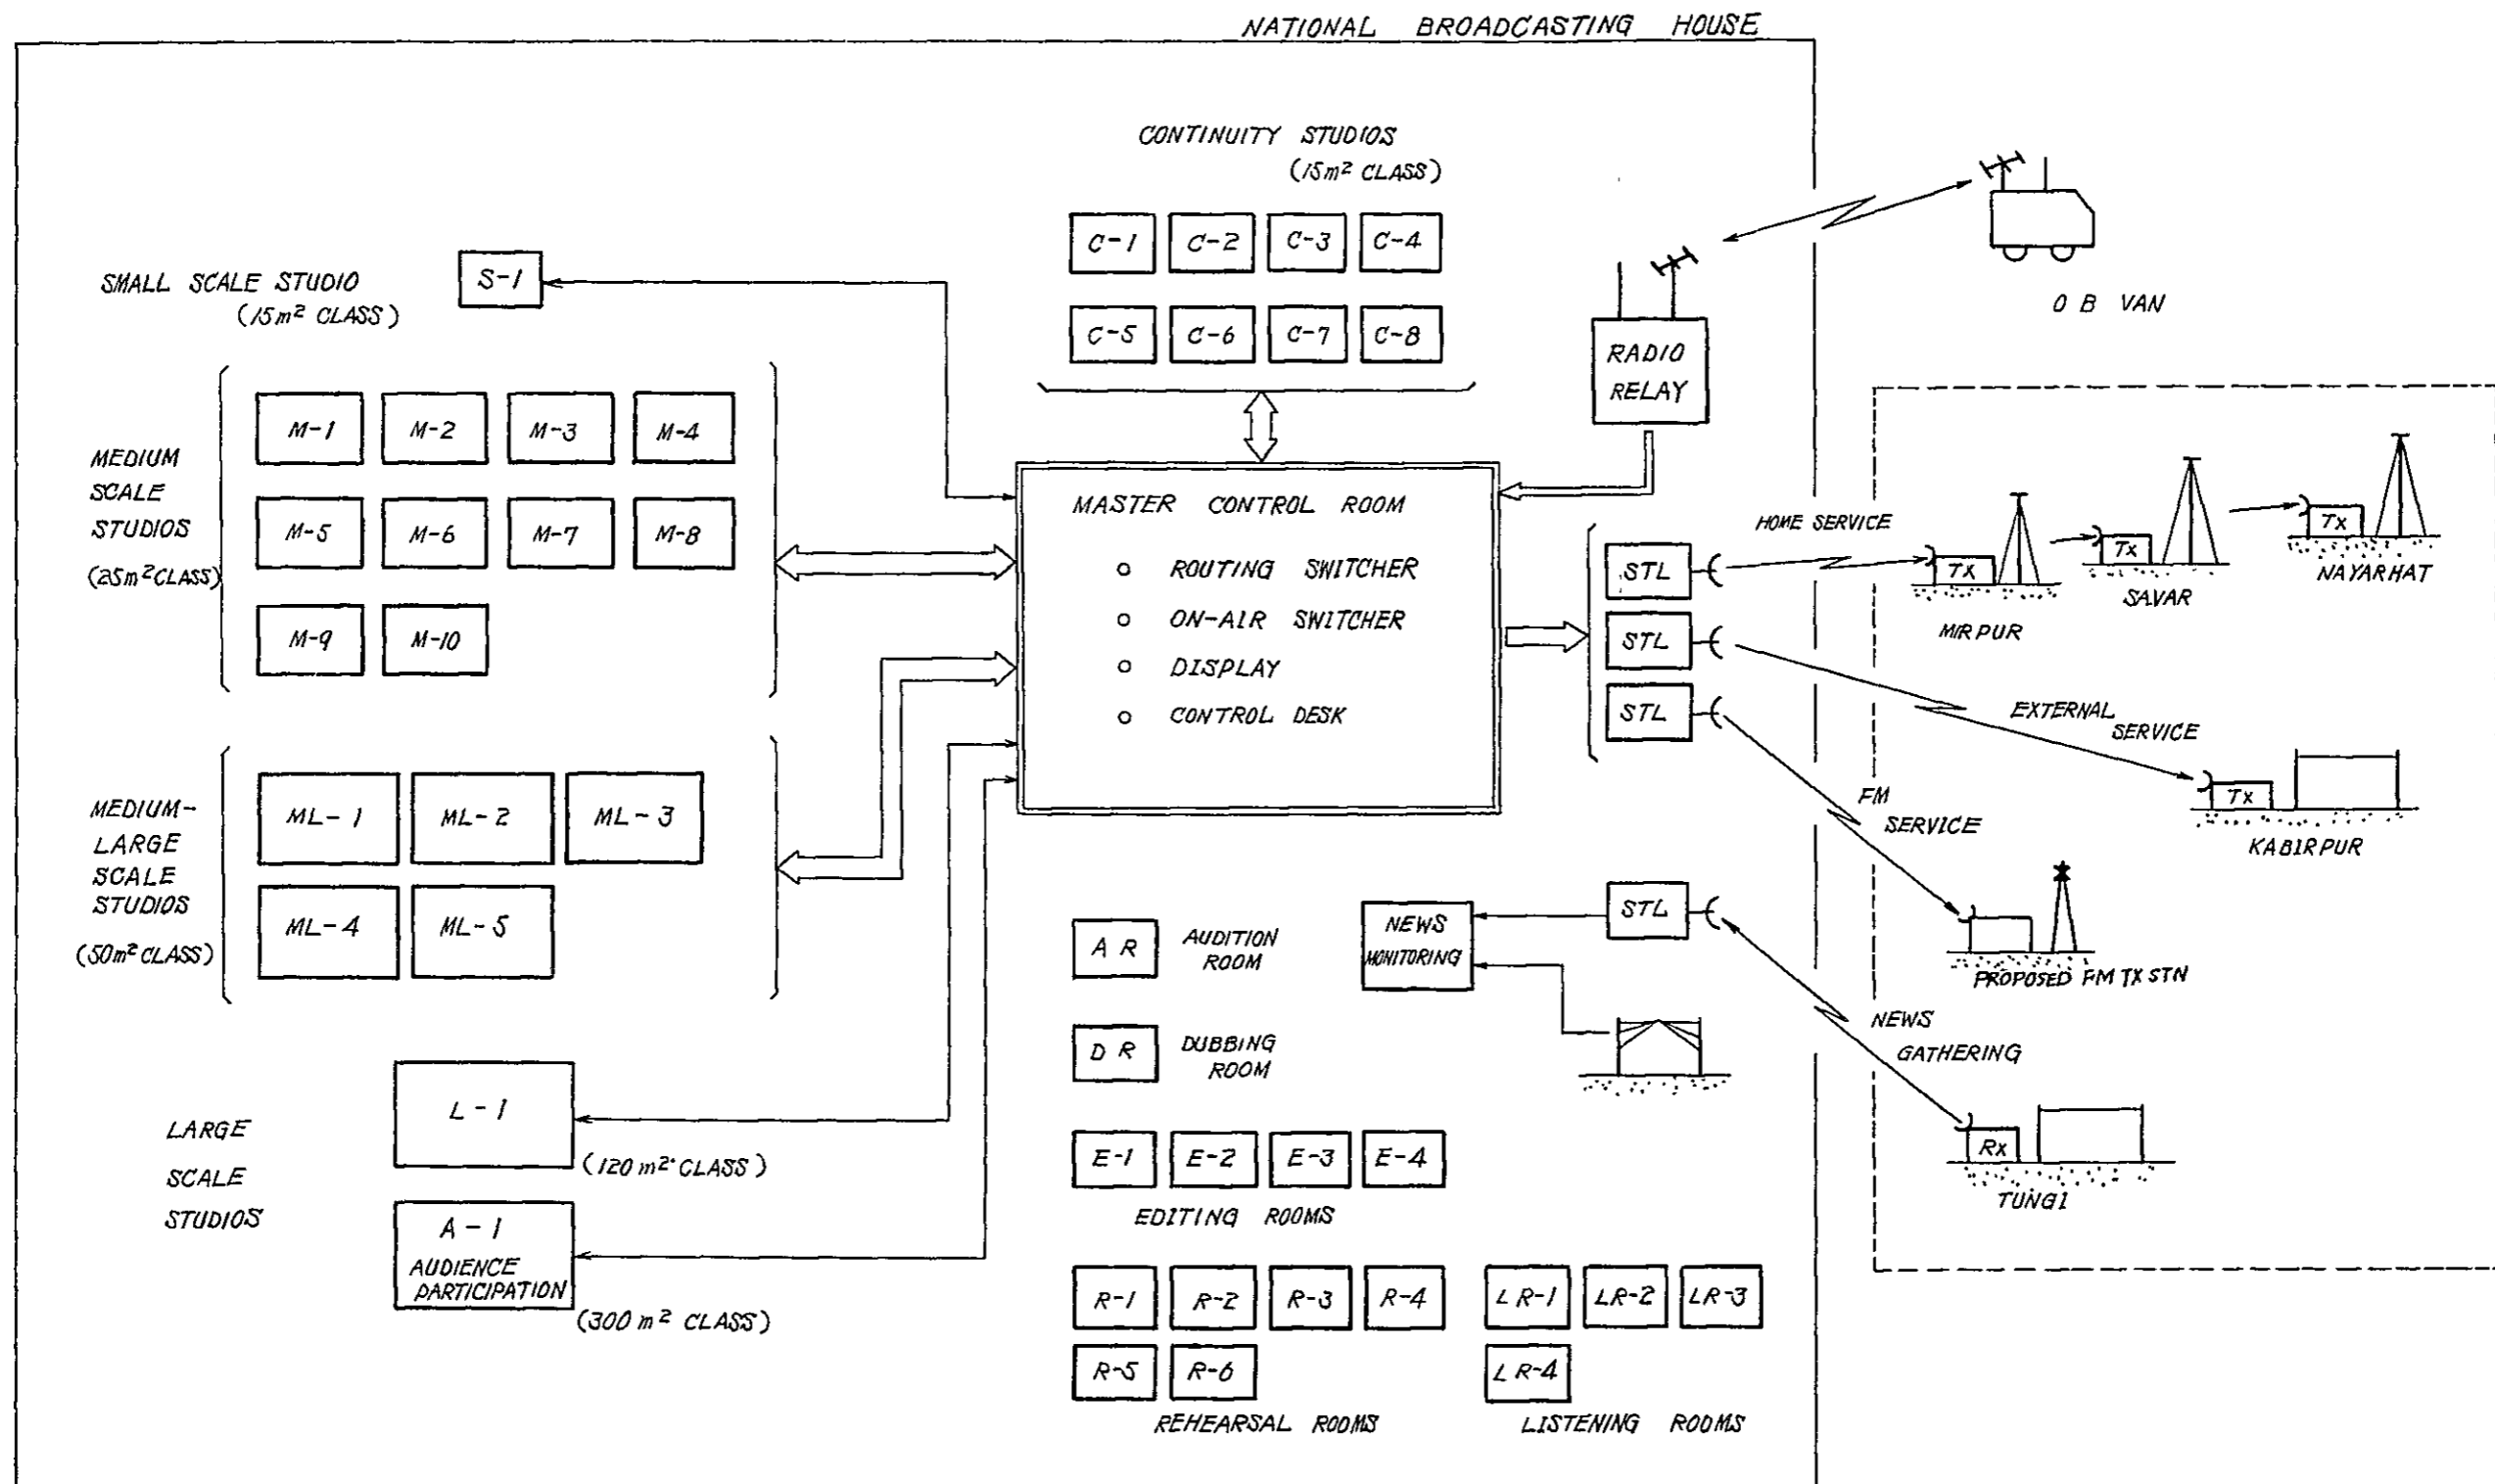 NATIONAL BROADCASTING HOUSE
CONTINUITY STUDIOS
(15m² CLASS)
C-1 C-2 C-3 C-4
C-5 C-6 C-7 C-8
SMALL SCALE STUDIO
(15m² CLASS)
S-1
MEDIUM
SCALE
STUDIOS
(25m² CLASS)
M-1 M-2 M-3 M-4
M-5 M-6 M-7 M-8
M-9 M-10
MEDIUM-
LARGE
SCALE
STUDIOS
(50m² CLASS)
ML-1 ML-2 ML-3
ML-4 ML-5
LARGE
SCALE
STUDIOS
L-1
(120m² CLASS)
A-1
AUDIENCE
PARTICIPATION
(300m² CLASS)
MASTER CONTROL ROOM
○ ROUTING SWITCHER
○ ON-AIR SWITCHER
○ DISPLAY
○ CONTROL DESK
RADIO
RELAY
O B VAN
STL
STL
STL
HOME SERVICE
TX
MIRPUR
TX
SAVAR
TX
NAYARHAT
EXTERNAL
SERVICE
TX
KABIRPUR
FM
SERVICE
PROPOSED FM TX STN
STL
NEWS
MONITORING
NEWS
GATHERING
RX
TUNGI
A R
AUDITION
ROOM
D R
DUBBING
ROOM
E-1 E-2 E-3 E-4
EDITING ROOMS
R-1 R-2 R-3 R-4
R-5 R-6
REHEARSAL ROOMS
LR-1 LR-2 LR-3
LR-4
LISTENING ROOMS